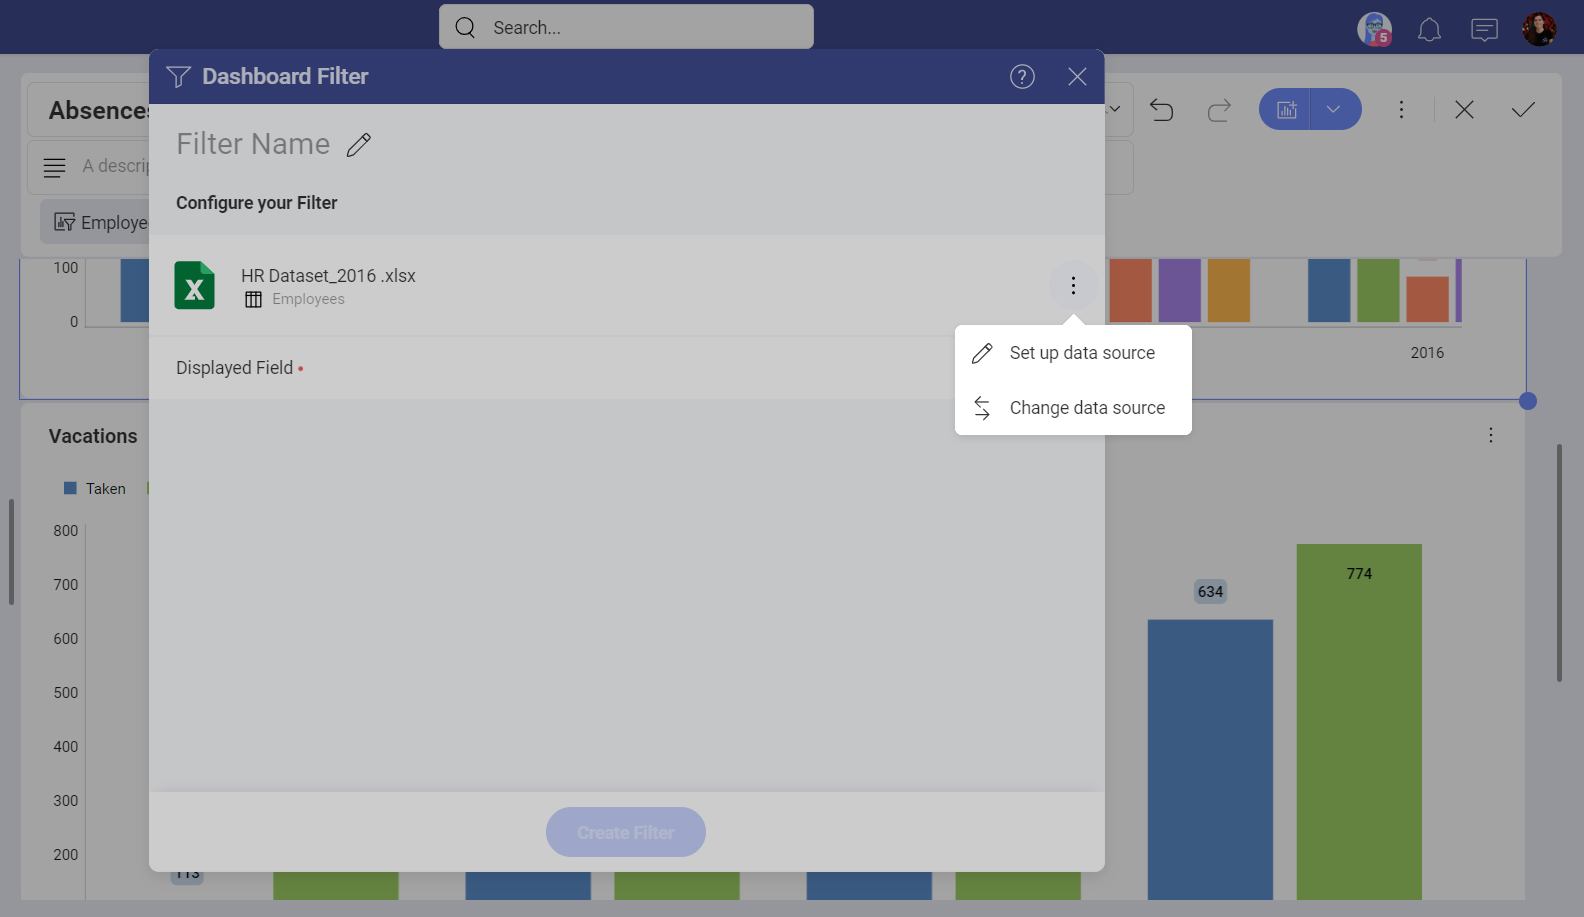 Search...
5
Dashboard Filter
?
Absences
Filter Name
A descrip
Configure your Filter
Employe
HR Dataset_2016 .xlsx
X
Employees
100
0
Set up data source
2016
Displayed Field •
Change data source
Vacations
Taken
800
700
774
634
600
500
400
300
Create Filter
200
113